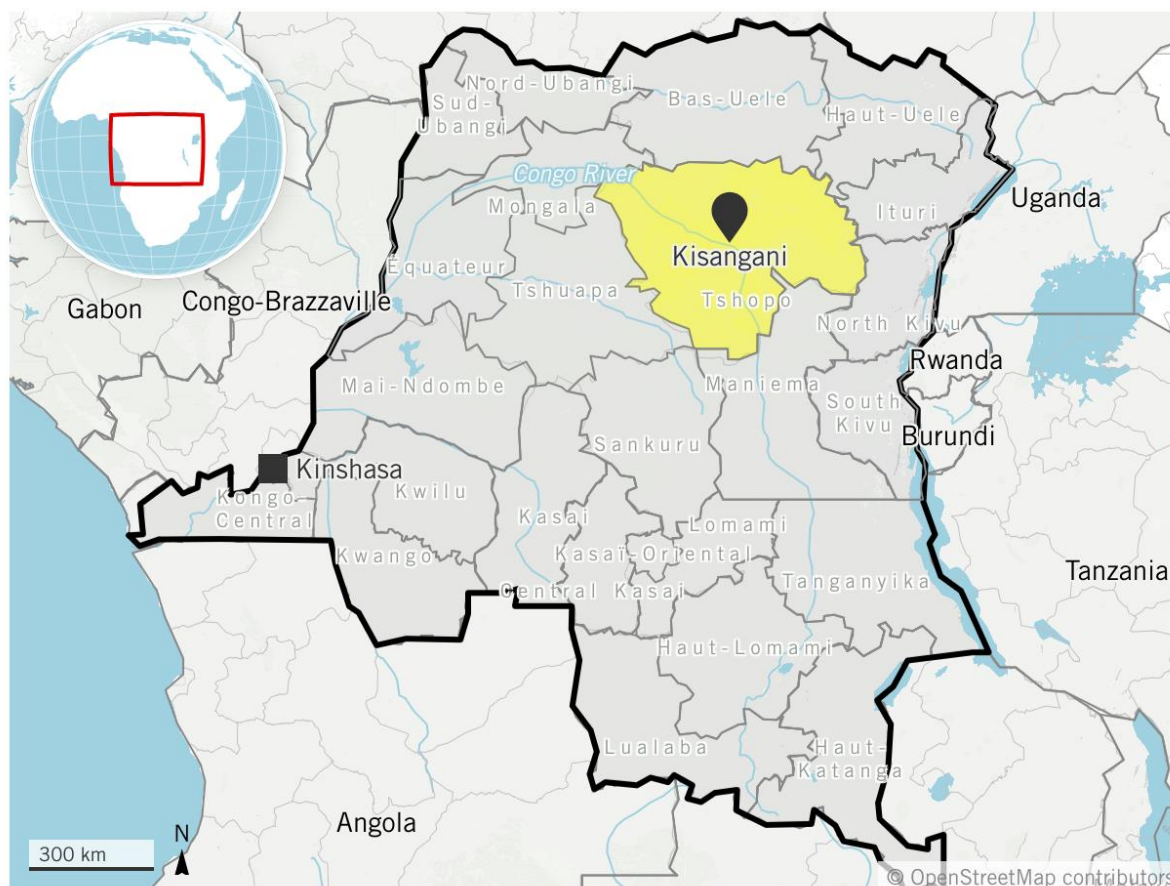 Nord-Ubangi
Sud-
Ubangi
Bas-Uele
Haut-Uele
Congo River
Mongala
Ituri
Uganda
Kisangani
Équateur
Tshuapa
Tshopo
Gabon
Congo-Brazzaville
North Kivu
Rwanda
Mai-Ndombe
Maniema
South
Kivu
Burundi
Sankuru
Kinshasa
Kongo-
Central
Kwilu
Kasai
Lomami
Kwango
Kasaï-Oriental
Central Kasai
Tanganyika
Tanzania
Haut-Lomami
Lualaba
Haut-
Katanga
Angola
N
300 km
© OpenStreetMap contributors